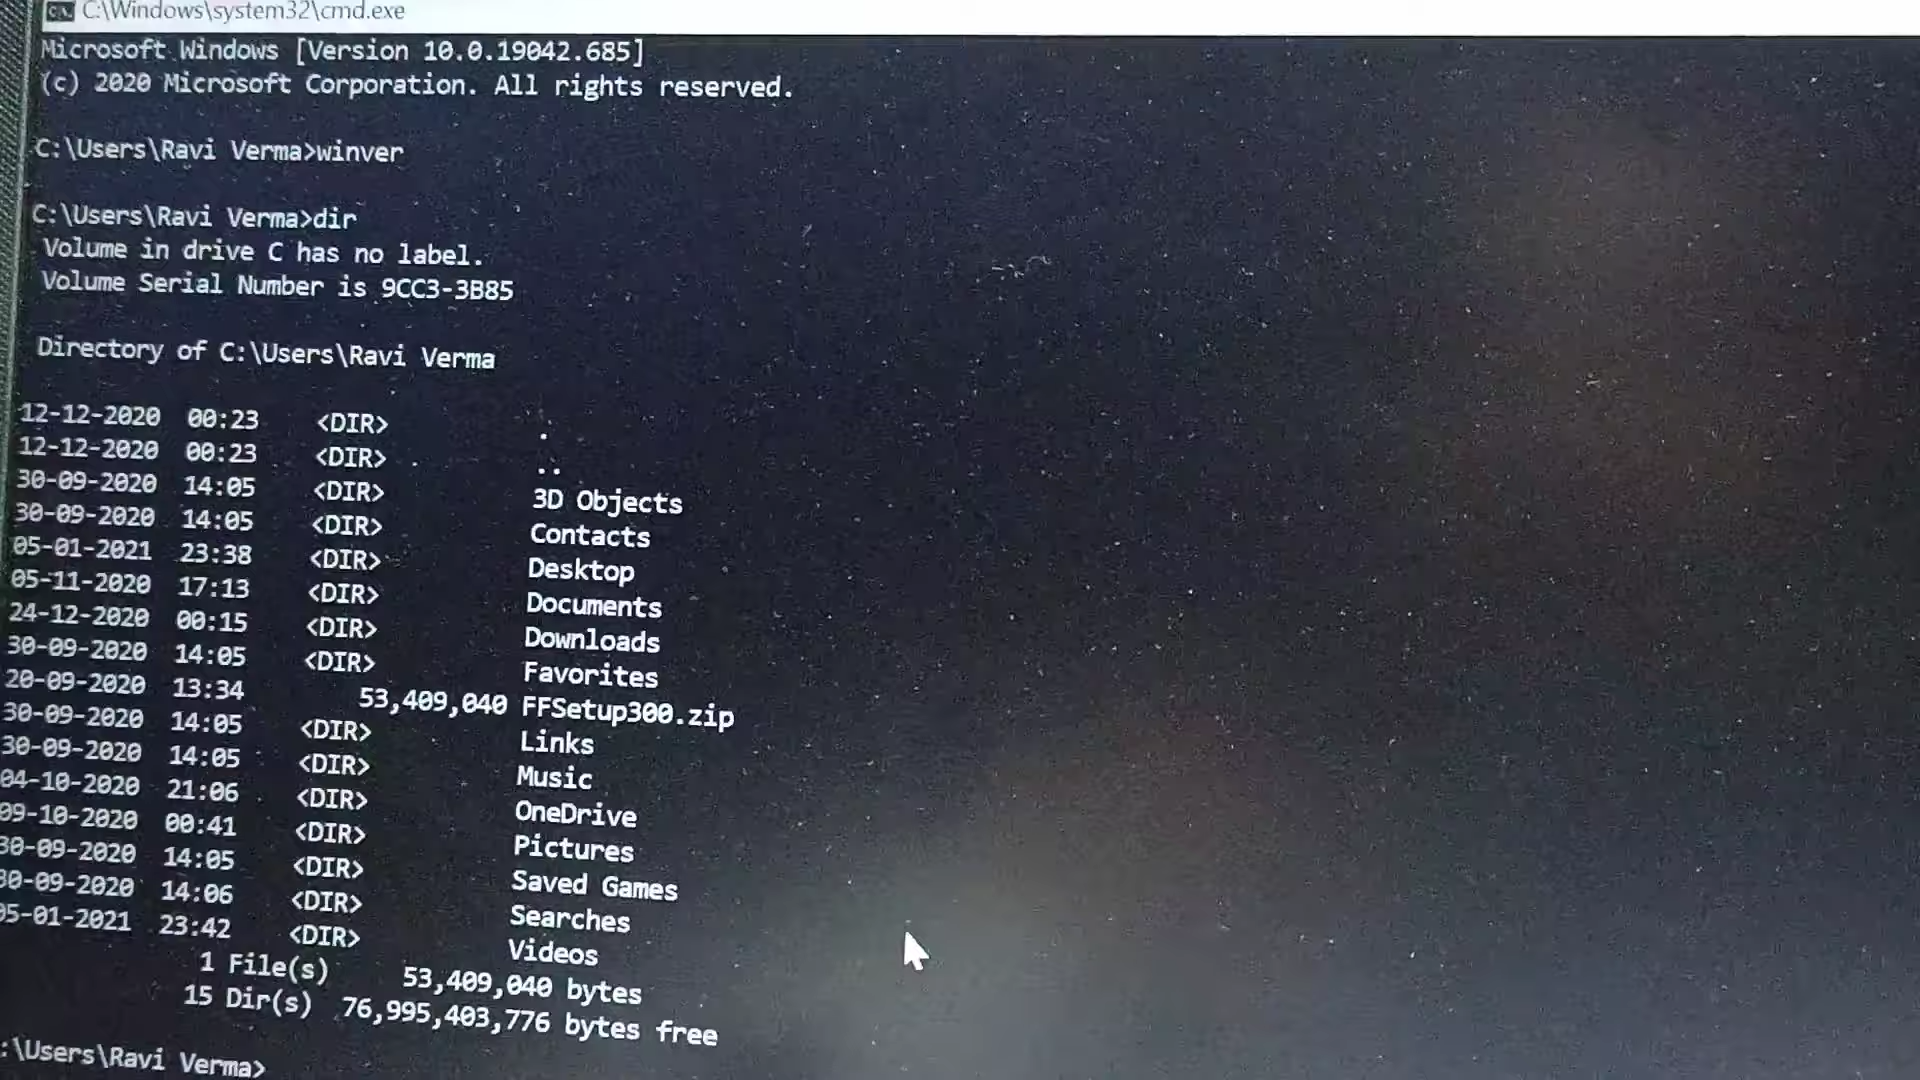 C:\Windows\system32\cmd.exe
Microsoft Windows [Version 10.0.19042.685]
(c) 2020 Microsoft Corporation. All rights reserved.
C:\Users\Ravi Verma>winver
C:\Users\Ravi Verma>dir
Volume in drive C has no label.
Volume Serial Number is 9CC3-3B85
Directory of C:\Users\Ravi Verma
12-12-2020 00:23 <DIR> .
12-12-2020 00:23 <DIR> ..
30-09-2020 14:05 <DIR> 3D Objects
30-09-2020 14:05 <DIR> Contacts
05-01-2021 23:38 <DIR> Desktop
05-11-2020 17:13 <DIR> Documents
24-12-2020 00:15 <DIR> Downloads
30-09-2020 14:05 <DIR> Favorites
20-09-2020 13:34 53,409,040 FFSetup300.zip
30-09-2020 14:05 <DIR> Links
30-09-2020 14:05 <DIR> Music
04-10-2020 21:06 <DIR> OneDrive
09-10-2020 00:41 <DIR> Pictures
30-09-2020 14:05 <DIR> Saved Games
30-09-2020 14:06 <DIR> Searches
05-01-2021 23:42 <DIR> Videos
1 File(s) 53,409,040 bytes
15 Dir(s) 76,995,403,776 bytes free
:\Users\Ravi Verma>